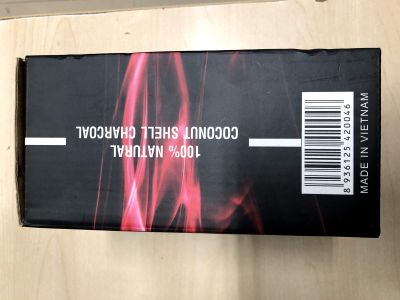 100% NATURAL
COCONUT SHELL CHARCOAL
8 936125 420046
MADE IN VIETNAM